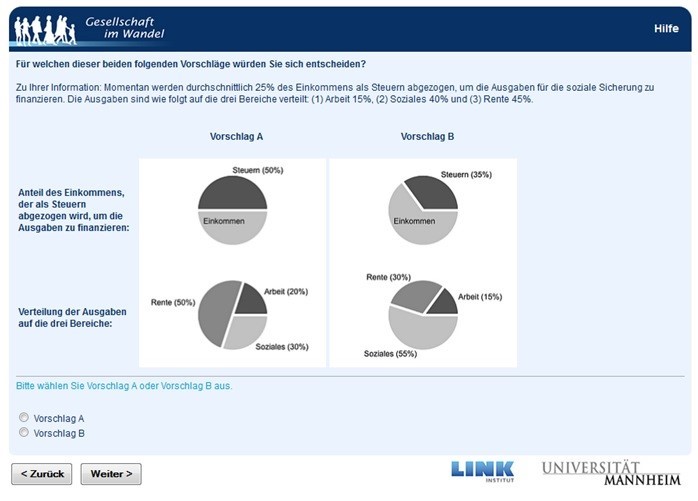 Gesellschaft
im Wandel
Hilfe
Für welchen dieser beiden folgenden Vorschläge würden Sie sich entscheiden?
Zu Ihrer Information: Momentan werden durchschnittlich 25% des Einkommens als Steuern abgezogen, um die Ausgaben für die soziale Sicherung zu
finanzieren. Die Ausgaben sind wie folgt auf die drei Bereiche verteilt: (1) Arbeit 15%, (2) Soziales 40% und (3) Rente 45%.
Vorschlag A
Vorschlag B
Anteil des Einkommens,
der als Steuern
abgezogen wird, um die
Ausgaben zu finanzieren:
Steuern (50%)
Einkommen
Steuern (35%)
Einkommen
Verteilung der Ausgaben
auf die drei Bereiche:
Rente (50%)
Arbeit (20%)
Soziales (30%)
Rente (30%)
Arbeit (15%)
Soziales (55%)
Bitte wählen Sie Vorschlag A oder Vorschlag B aus.
Vorschlag A
Vorschlag B
< Zurück
Weiter >
LINK
INSTITUT
UNIVERSITÄT
MANNHEIM